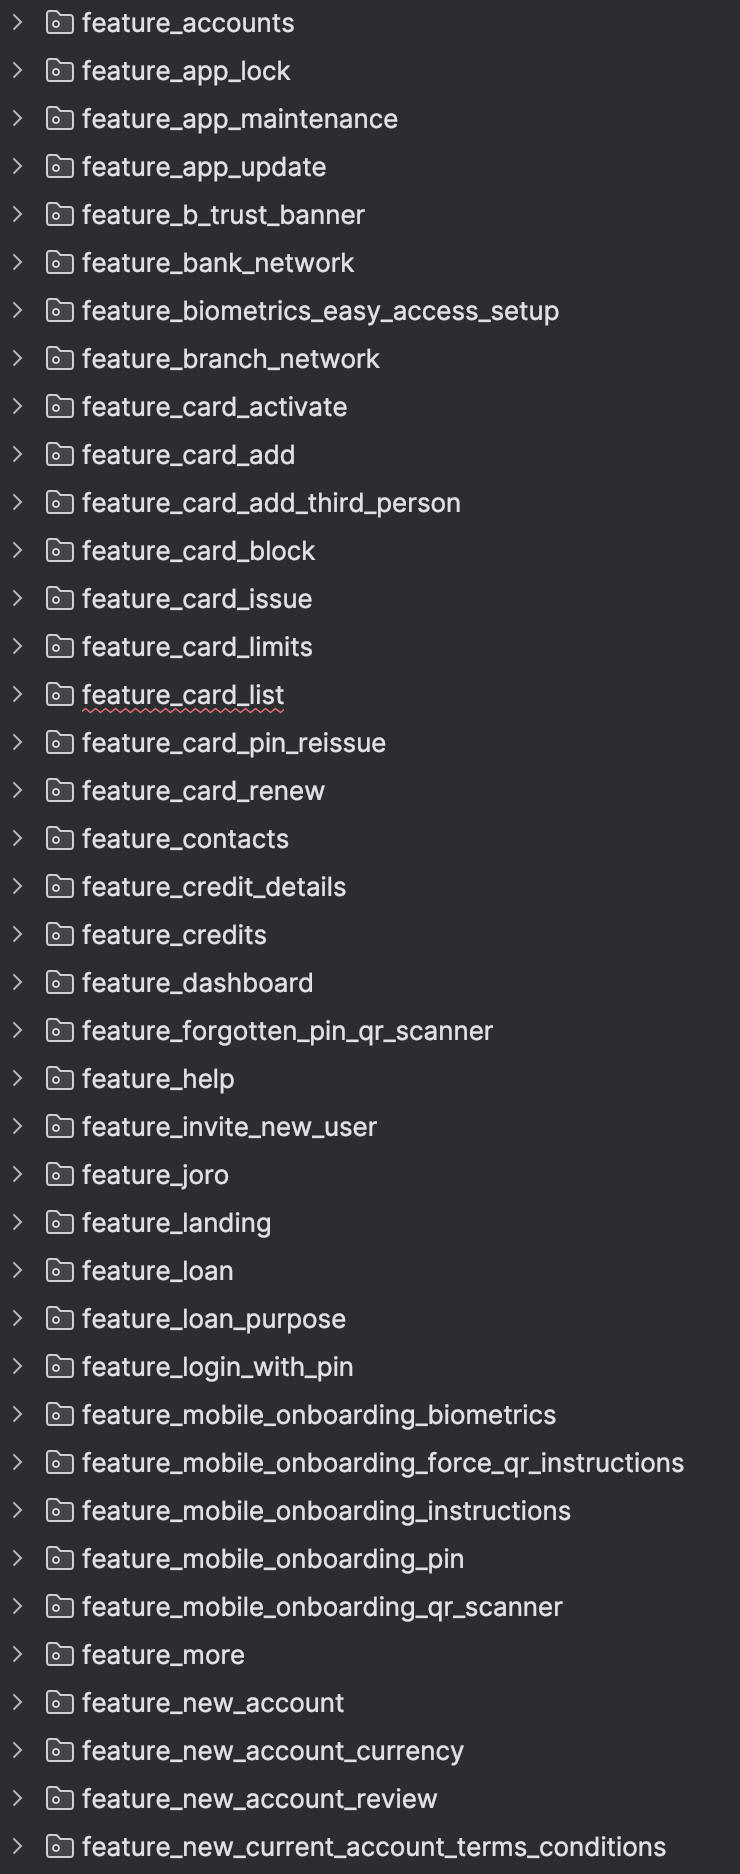 feature_accounts
feature_app_lock
feature_app_maintenance
feature_app_update
feature_b_trust_banner
feature_bank_network
feature_biometrics_easy_access_setup
feature_branch_network
feature_card_activate
feature_card_add
feature_card_add_third_person
feature_card_block
feature_card_issue
feature_card_limits
feature_card_list
feature_card_pin_reissue
feature_card_renew
feature_contacts
feature_credit_details
feature_credits
feature_dashboard
feature_forgotten_pin_qr_scanner
feature_help
feature_invite_new_user
feature_joro
feature_landing
feature_loan
feature_loan_purpose
feature_login_with_pin
feature_mobile_onboarding_biometrics
feature_mobile_onboarding_force_qr_instructions
feature_mobile_onboarding_instructions
feature_mobile_onboarding_pin
feature_mobile_onboarding_qr_scanner
feature_more
feature_new_account
feature_new_account_currency
feature_new_account_review
feature_new_current_account_terms_conditions